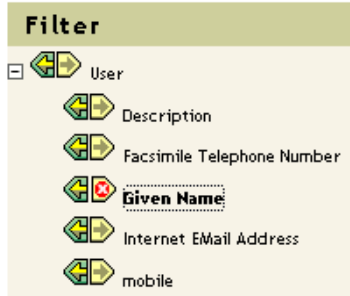 Filter
User
Description
Facsimile Telephone Number
Given Name
Internet EMail Address
mobile